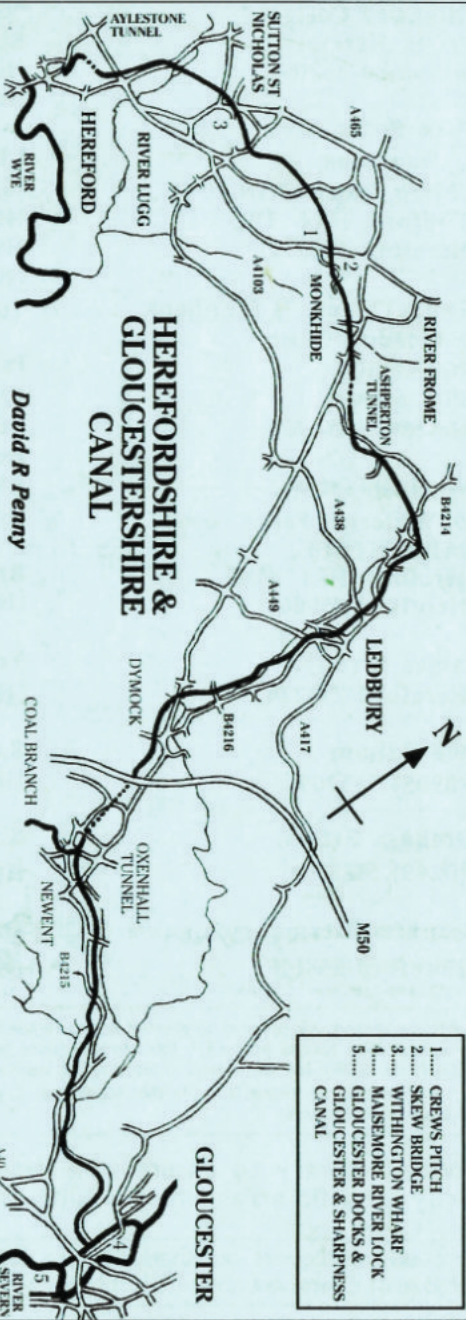 AYLESTONE
TUNNEL
SUTTON ST
NICHOLAS
A465
3
HEREFORD
RIVER LUGG
RIVER
WYE
1
2
MONKHIDE
A4103
RIVER FROME
ASHPERTON
TUNNEL
B4214
HEREFORDSHIRE &
GLOUCESTERSHIRE
CANAL
David R Penny
A438
A449
LEDBURY
A417
DYMOCK
B4216
M50
COAL BRANCH
OXENHALL
TUNNEL
NEWENT
B4215
GLOUCESTER
4
A40
5
RIVER
SEVERN
1...... CREWS PITCH
2...... SKEW BRIDGE
3...... WITHINGTON WHARF
4...... MAISEMORE RIVER LOCK
5...... GLOUCESTER DOCKS &
GLOUCESTER & SHARPNESS
CANAL